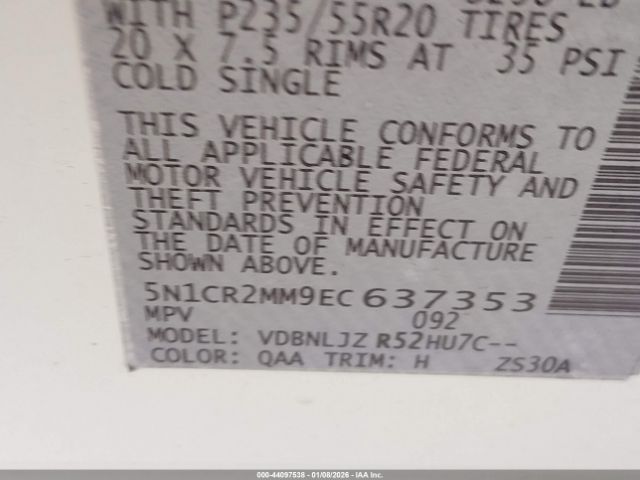 WITH P235/55R20 TIRES
20 X 7.5 RIMS AT 35 PSI
COLD SINGLE
THIS VEHICLE CONFORMS TO
ALL APPLICABLE FEDERAL
MOTOR VEHICLE SAFETY AND
THEFT PREVENTION
STANDARDS IN EFFECT ON
THE DATE OF MANUFACTURE
SHOWN ABOVE.
5N1CR2MM9EC637353
MPV 092
MODEL: VDBNLJZ R52HU7C--
COLOR: QAA TRIM: H ZS30A
000-44097538 - 01/08/2026 - IAA Inc.